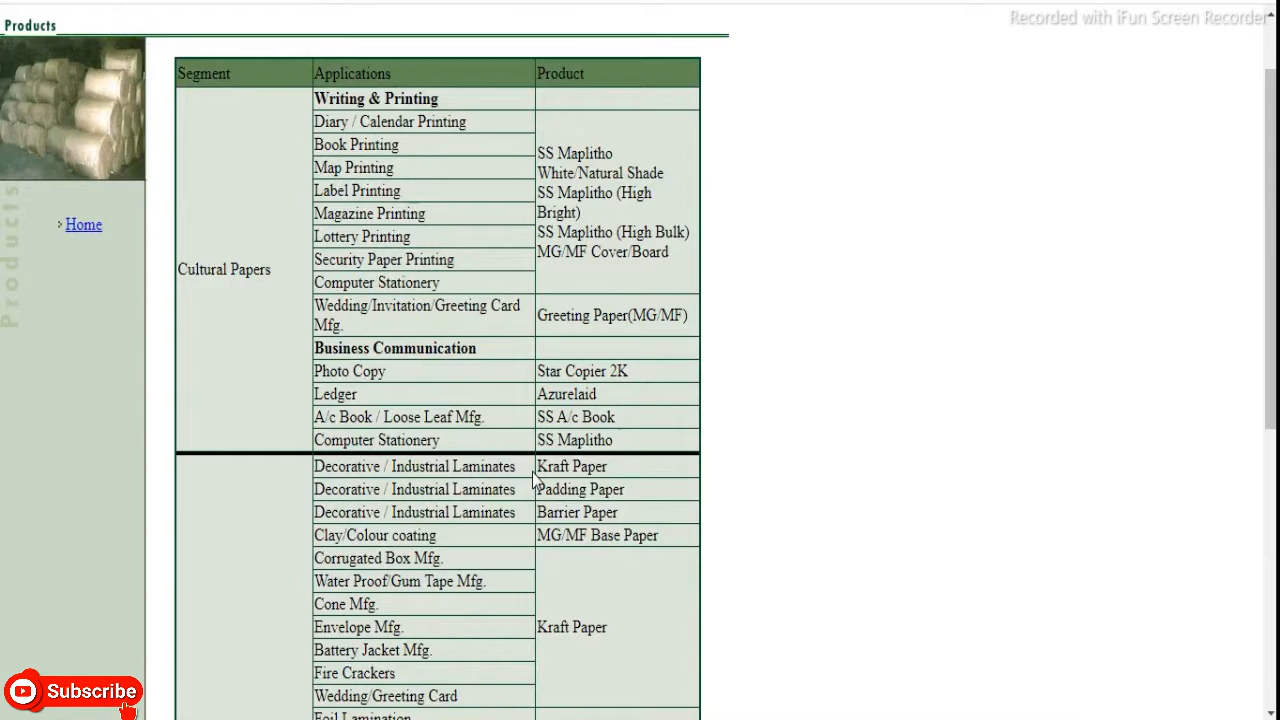 Recorded with iFun Screen Recorder
Products
Products
> Home
Segment
Applications
Product
Cultural Papers
Writing & Printing
Diary / Calendar Printing
Book Printing
Map Printing
Label Printing
Magazine Printing
Lottery Printing
Security Paper Printing
Computer Stationery
SS Maplitho
White/Natural Shade
SS Maplitho (High
Bright)
SS Maplitho (High Bulk)
MG/MF Cover/Board
Wedding/Invitation/Greeting Card
Mfg.
Greeting Paper(MG/MF)
Business Communication
Photo Copy
Star Copier 2K
Ledger
Azurelaid
A/c Book / Loose Leaf Mfg.
SS A/c Book
Computer Stationery
SS Maplitho
Decorative / Industrial Laminates
Kraft Paper
Decorative / Industrial Laminates
Padding Paper
Decorative / Industrial Laminates
Barrier Paper
Clay/Colour coating
MG/MF Base Paper
Corrugated Box Mfg.
Water Proof/Gum Tape Mfg.
Cone Mfg.
Envelope Mfg.
Battery Jacket Mfg.
Fire Crackers
Wedding/Greeting Card
Kraft Paper
Foil Lamination
Subscribe